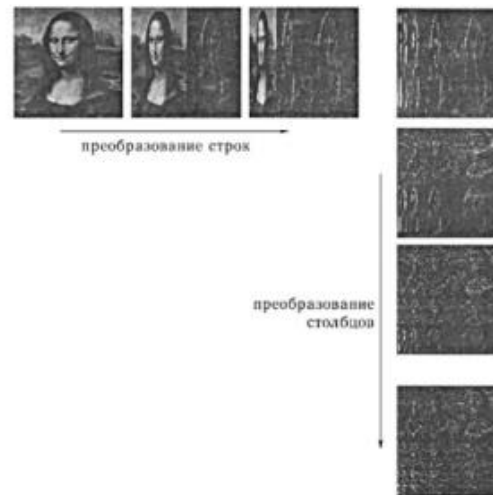 преобразование строк
преобразование
столбцов